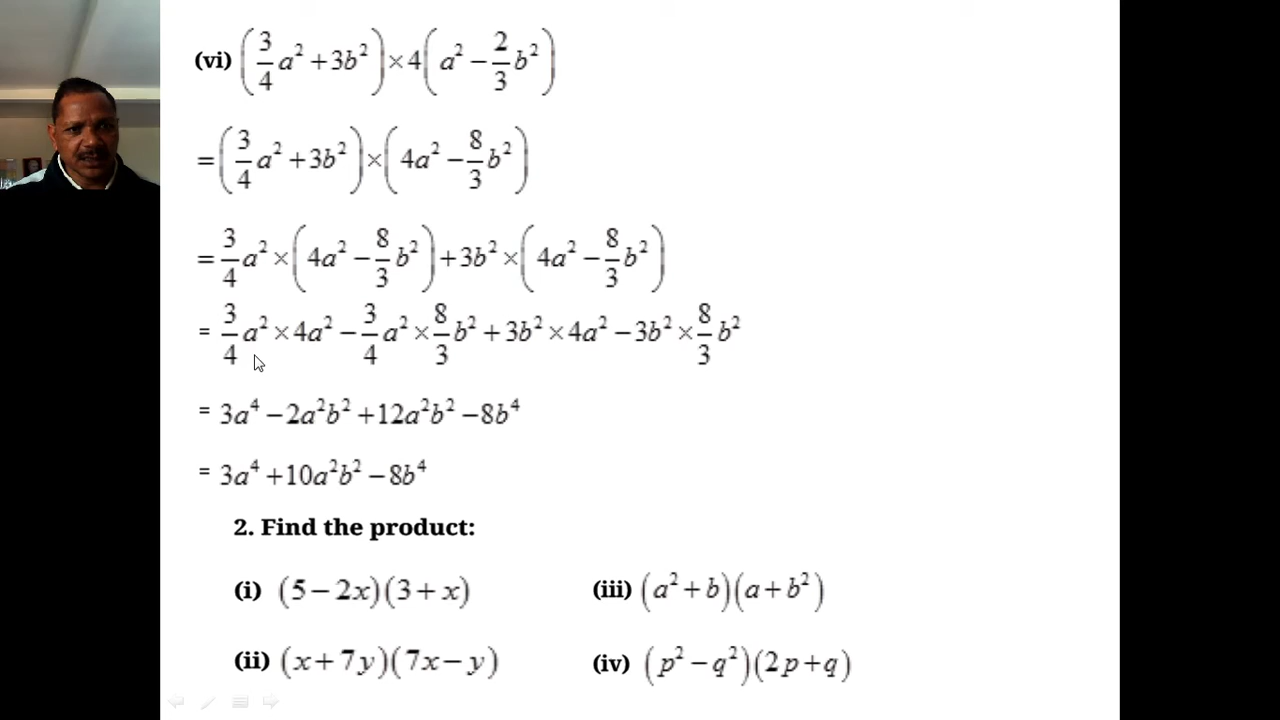 (vi) (3/4 a² + 3b²) × 4(a² − 2/3 b²)
= (3/4 a² + 3b²) × (4a² − 8/3 b²)
= 3/4 a² × (4a² − 8/3 b²) + 3b² × (4a² − 8/3 b²)
= 3/4 a² × 4a² − 3/4 a² × 8/3 b² + 3b² × 4a² − 3b² × 8/3 b²
= 3a⁴ − 2a²b² + 12a²b² − 8b⁴
= 3a⁴ + 10a²b² − 8b⁴
2. Find the product:
(i) (5 − 2x)(3 + x)
(iii) (a² + b)(a + b²)
(ii) (x + 7y)(7x − y)
(iv) (p² − q²)(2p + q)